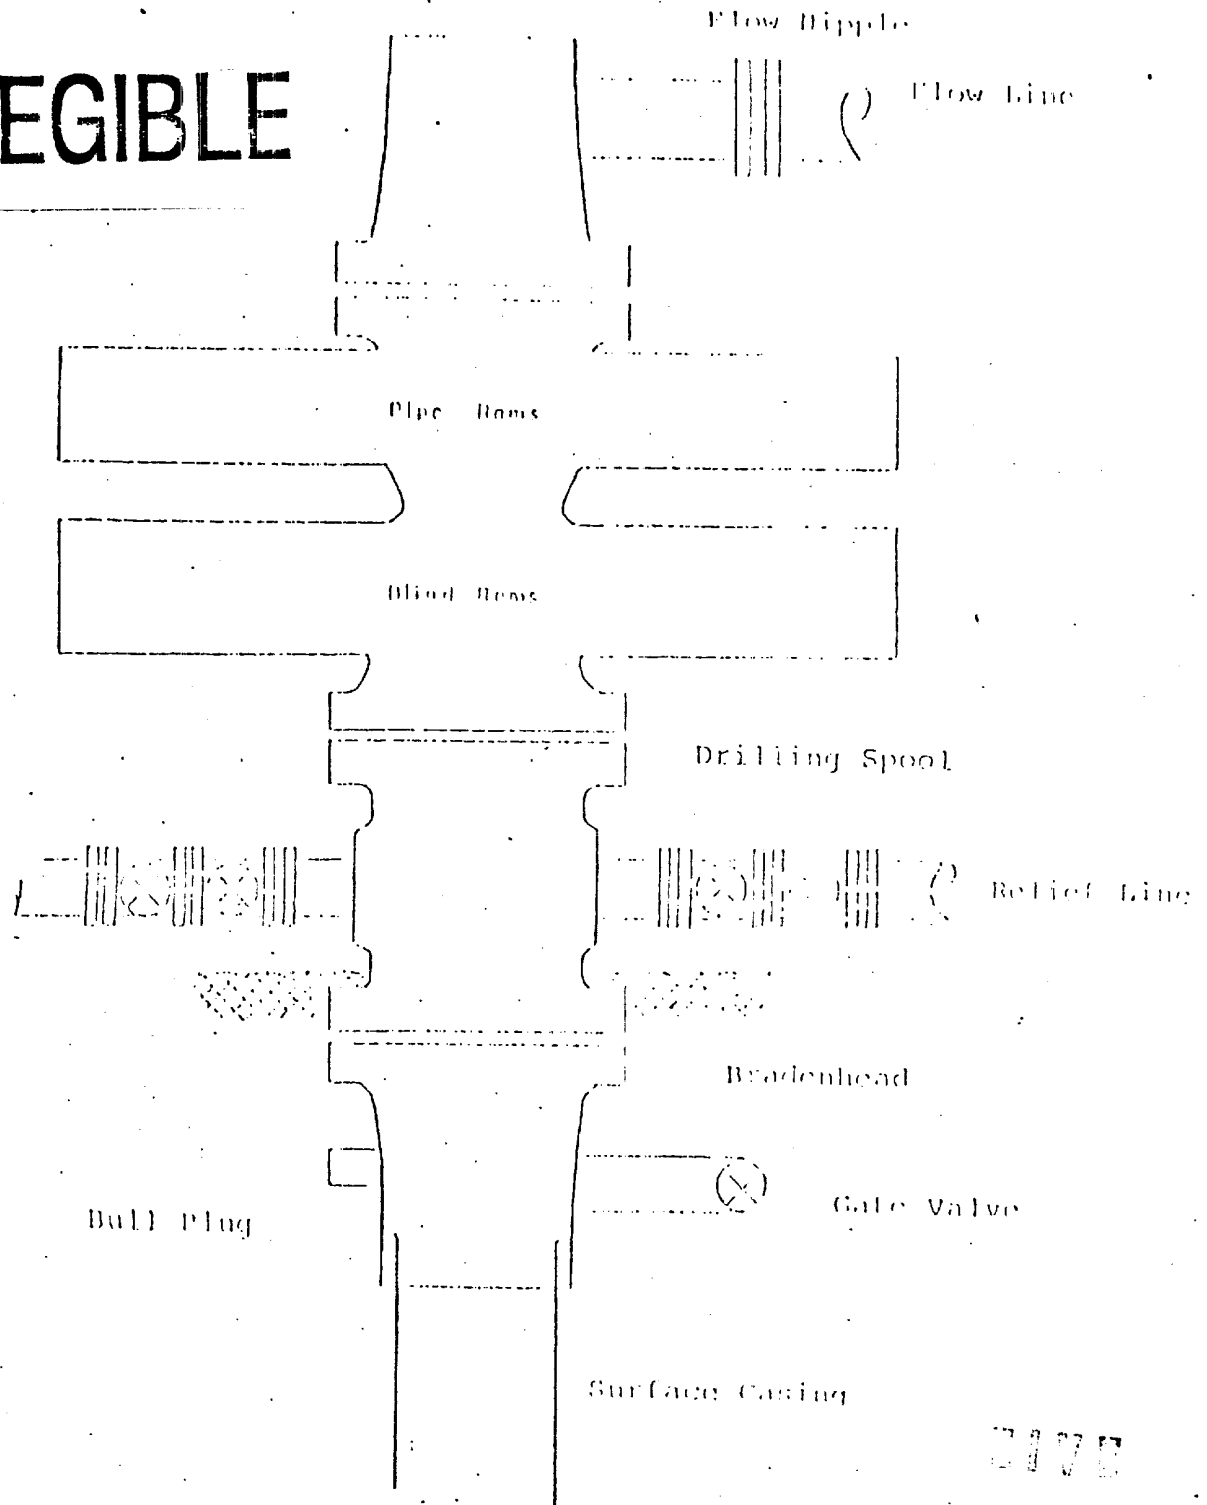 Flow Nipple
EGIBLE
Flow Line
Pipe Rams
Blind Rams
Drilling Spool
Relief Line
Bradenhead
Gate Valve
Bull Plug
Surface Casing